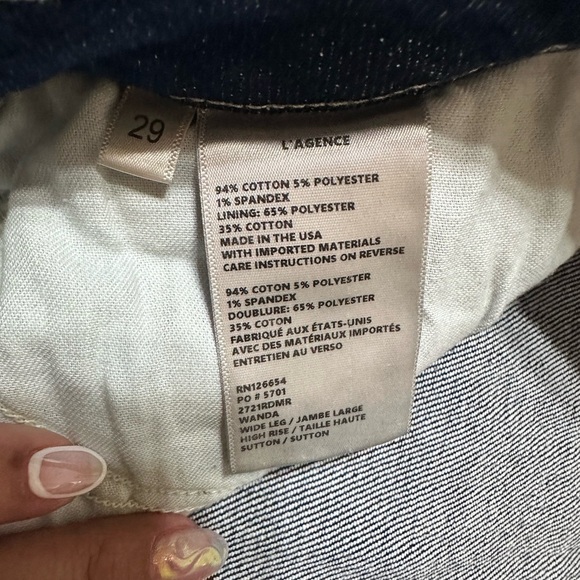 29
L'AGENCE
94% COTTON 5% POLYESTER
1% SPANDEX
LINING: 65% POLYESTER
35% COTTON
MADE IN THE USA
WITH IMPORTED MATERIALS
CARE INSTRUCTIONS ON REVERSE
94% COTON 5% POLYESTER
1% SPANDEX
DOUBLURE: 65% POLYESTER
35% COTON
FABRIQUÉ AUX ÉTATS-UNIS
AVEC DES MATÉRIAUX IMPORTÉS
ENTRETIEN AU VERSO
RN126654
PO # 5701
2721RDMR
WANDA
WIDE LEG / JAMBE LARGE
HIGH RISE / TAILLE HAUTE
SUTTON / SUTTON